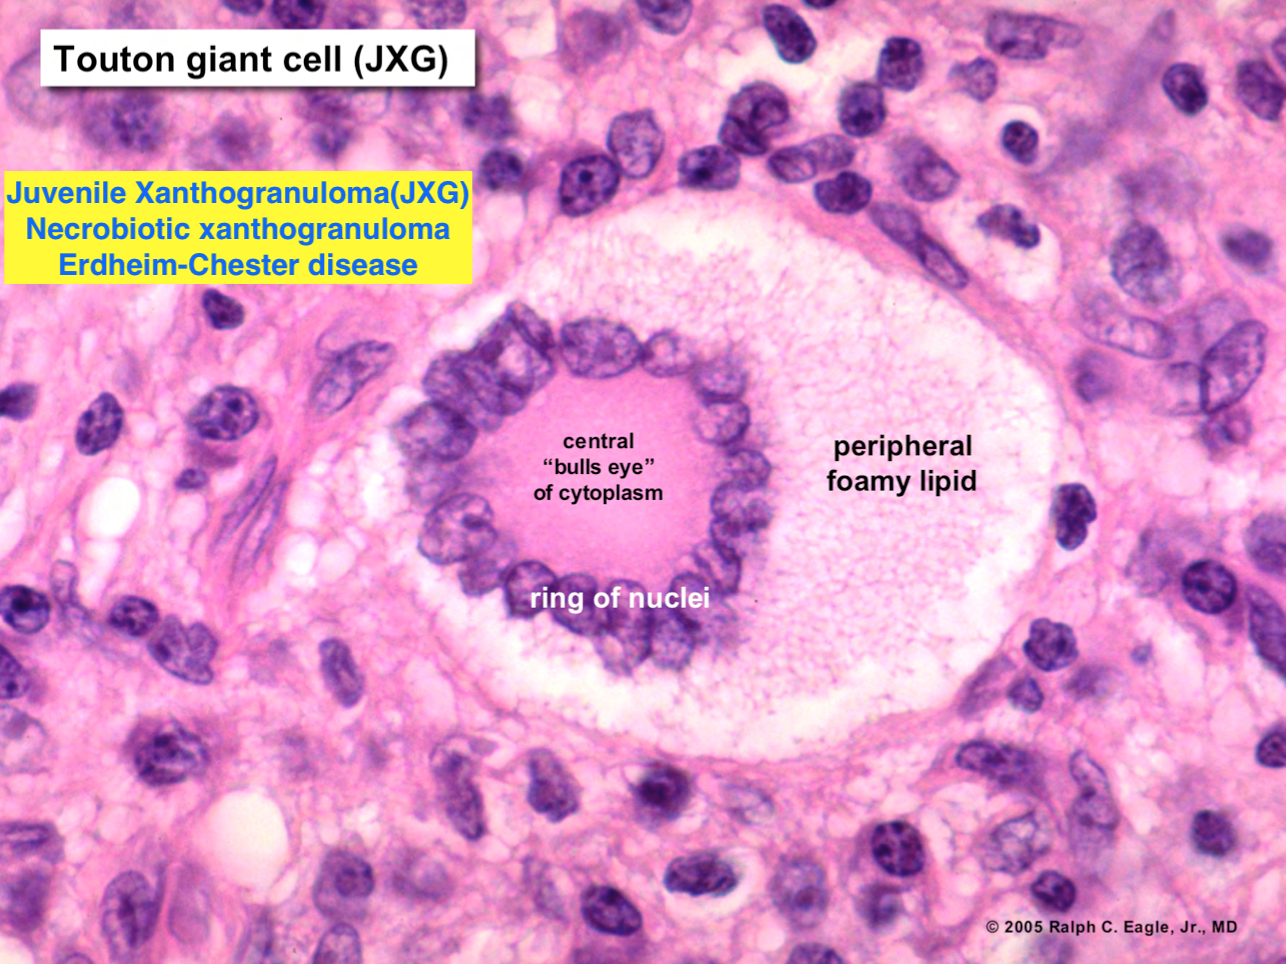 Touton giant cell (JXG)
Juvenile Xanthogranuloma(JXG)
Necrobiotic xanthogranuloma
Erdheim-Chester disease
central
“bulls eye”
of cytoplasm
peripheral
foamy lipid
ring of nuclei
© 2005 Ralph C. Eagle, Jr., MD